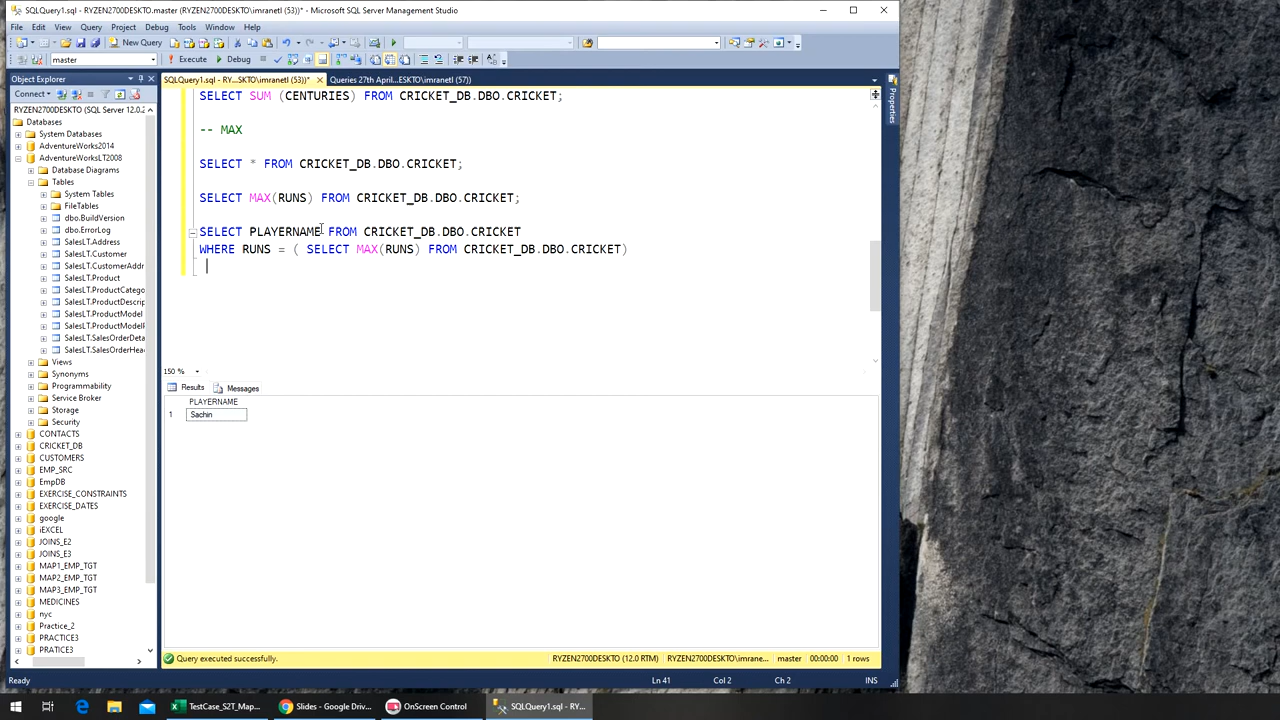 SQLQuery1.sql - RYZEN2700DESKTO.master (RYZEN2700DESKTO\imranetl (53))* - Microsoft SQL Server Management Studio
File Edit View Query Project Debug Tools Window Help
New Query
master Execute Debug
Object Explorer
SQLQuery1.sql - RY...SKTO\imranetl (53))* Queries 27th April...ESKTO\imranetl (57))
Connect
RYZEN2700DESKTO (SQL Server 12.0.2
Databases
System Databases
AdventureWorks2014
AdventureWorksLT2008
Database Diagrams
Tables
System Tables
FileTables
dbo.BuildVersion
dbo.ErrorLog
SalesLT.Address
SalesLT.Customer
SalesLT.CustomerAddr
SalesLT.Product
SalesLT.ProductCatego
SalesLT.ProductDescrip
SalesLT.ProductModel
SalesLT.ProductModelP
SalesLT.SalesOrderDeta
SalesLT.SalesOrderHea
Views
Synonyms
Programmability
Service Broker
Storage
Security
CONTACTS
CRICKET_DB
CUSTOMERS
EMP_SRC
EmpDB
EXERCISE_CONSTRAINTS
EXERCISE_DATES
google
iEXCEL
JOINS_E2
JOINS_E3
MAP1_EMP_TGT
MAP2_EMP_TGT
MAP3_EMP_TGT
MEDICINES
nyc
Practice_2
PRACTICE3
PRATICE3
SELECT SUM (CENTURIES) FROM CRICKET_DB.DBO.CRICKET;
-- MAX
SELECT * FROM CRICKET_DB.DBO.CRICKET;
SELECT MAX(RUNS) FROM CRICKET_DB.DBO.CRICKET;
SELECT PLAYERNAME FROM CRICKET_DB.DBO.CRICKET
WHERE RUNS = ( SELECT MAX(RUNS) FROM CRICKET_DB.DBO.CRICKET)
150 %
Results Messages
PLAYERNAME
1 Sachin
Properties
Query executed successfully. RYZEN2700DESKTO (12.0 RTM) RYZEN2700DESKTO\imrane... master 00:00:00 1 rows
Ready Ln 41 Col 2 Ch 2 INS
TestCase_S2T_Map... Slides - Google Driv... OnScreen Control SQLQuery1.sql - RY...